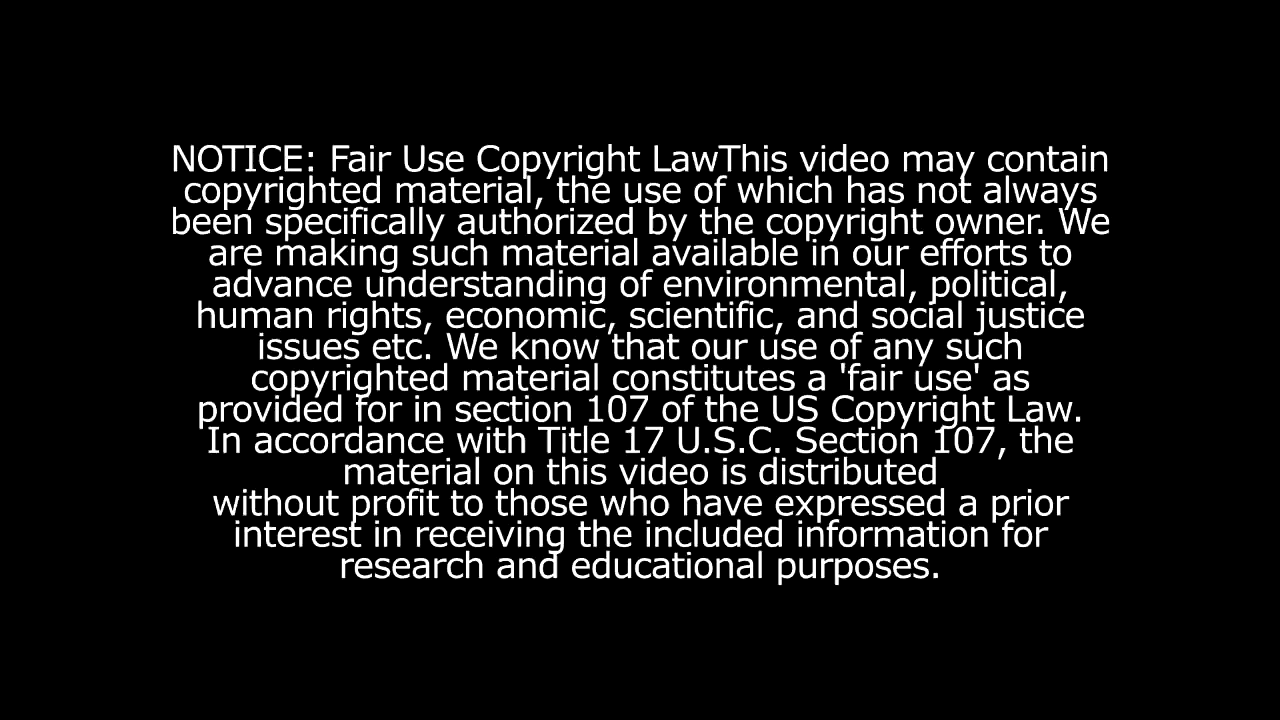 NOTICE: Fair Use Copyright LawThis video may contain
copyrighted material, the use of which has not always
been specifically authorized by the copyright owner. We
are making such material available in our efforts to
advance understanding of environmental, political,
human rights, economic, scientific, and social justice
issues etc. We know that our use of any such
copyrighted material constitutes a 'fair use' as
provided for in section 107 of the US Copyright Law.
In accordance with Title 17 U.S.C. Section 107, the
material on this video is distributed
without profit to those who have expressed a prior
interest in receiving the included information for
research and educational purposes.